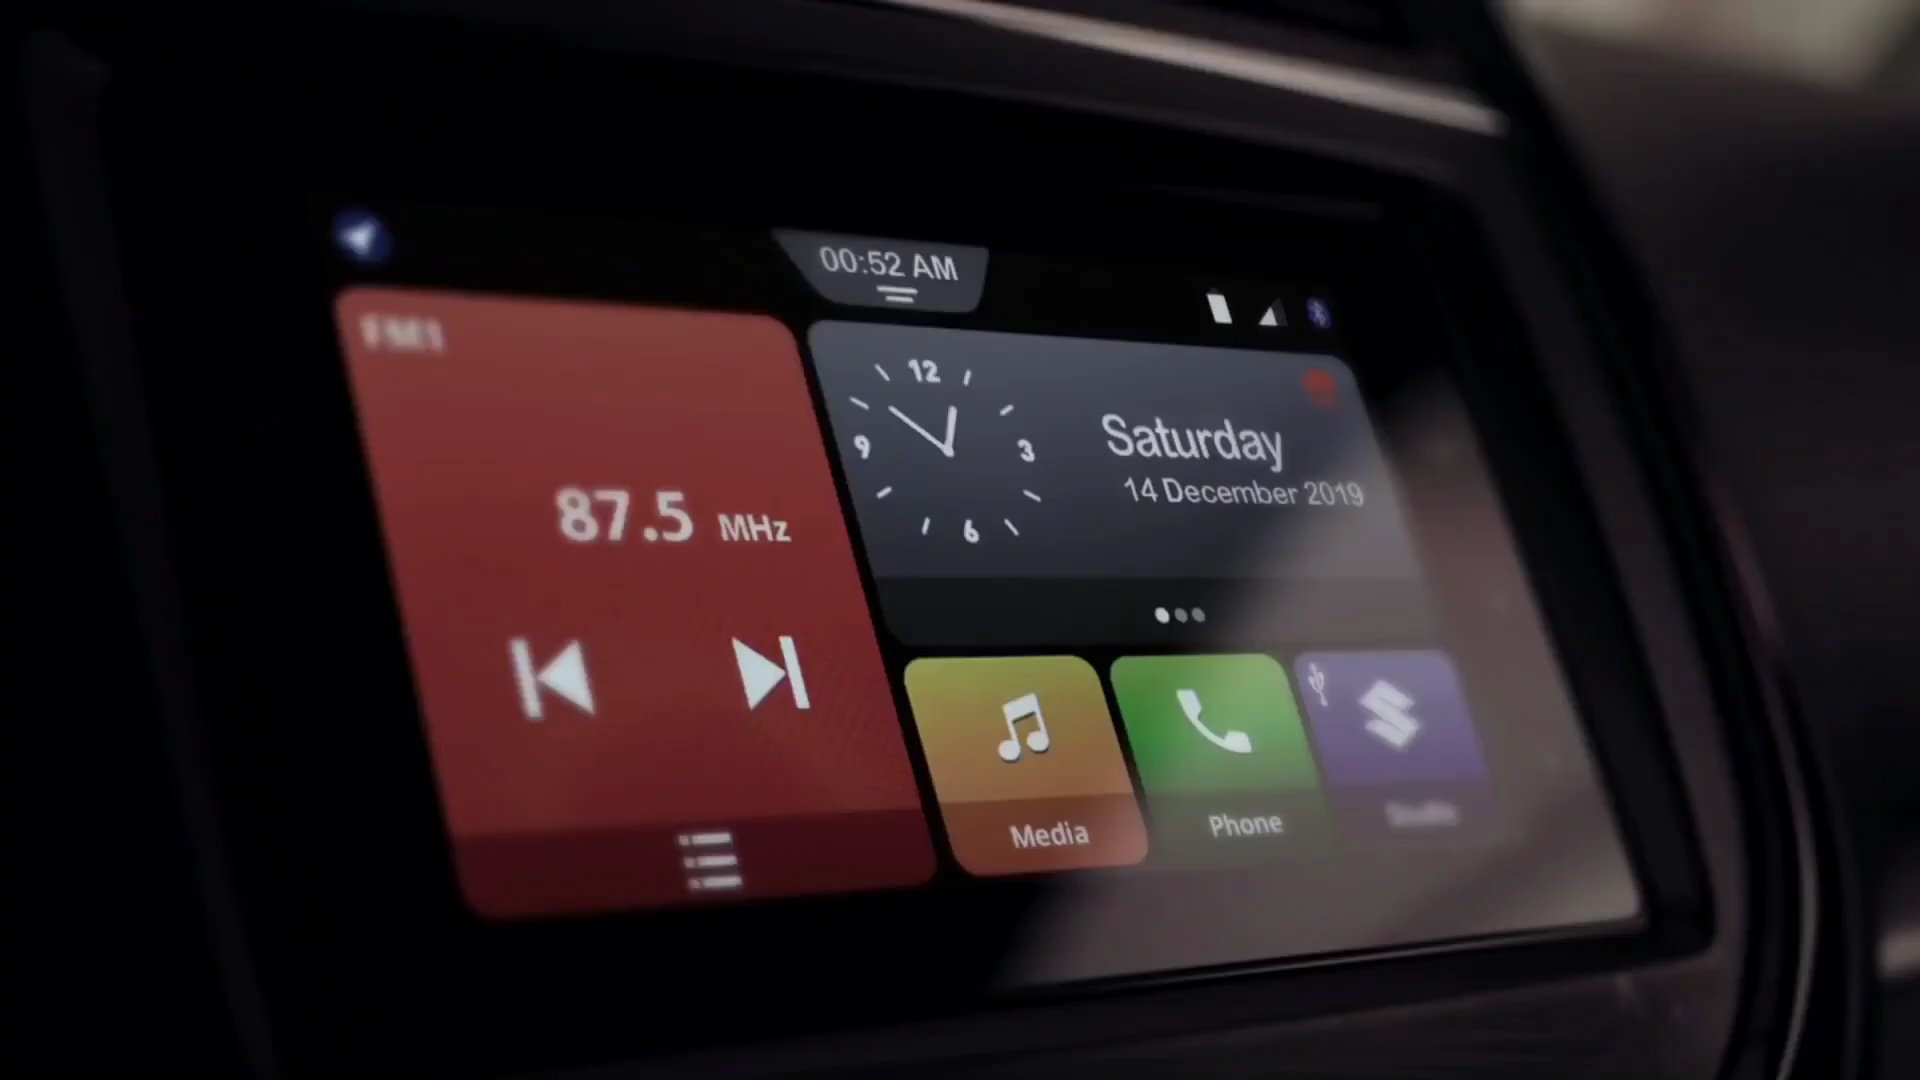 00:52 AM
FM1
87.5 MHz
12
9
3
6
Saturday
14 December 2019
Media
Phone